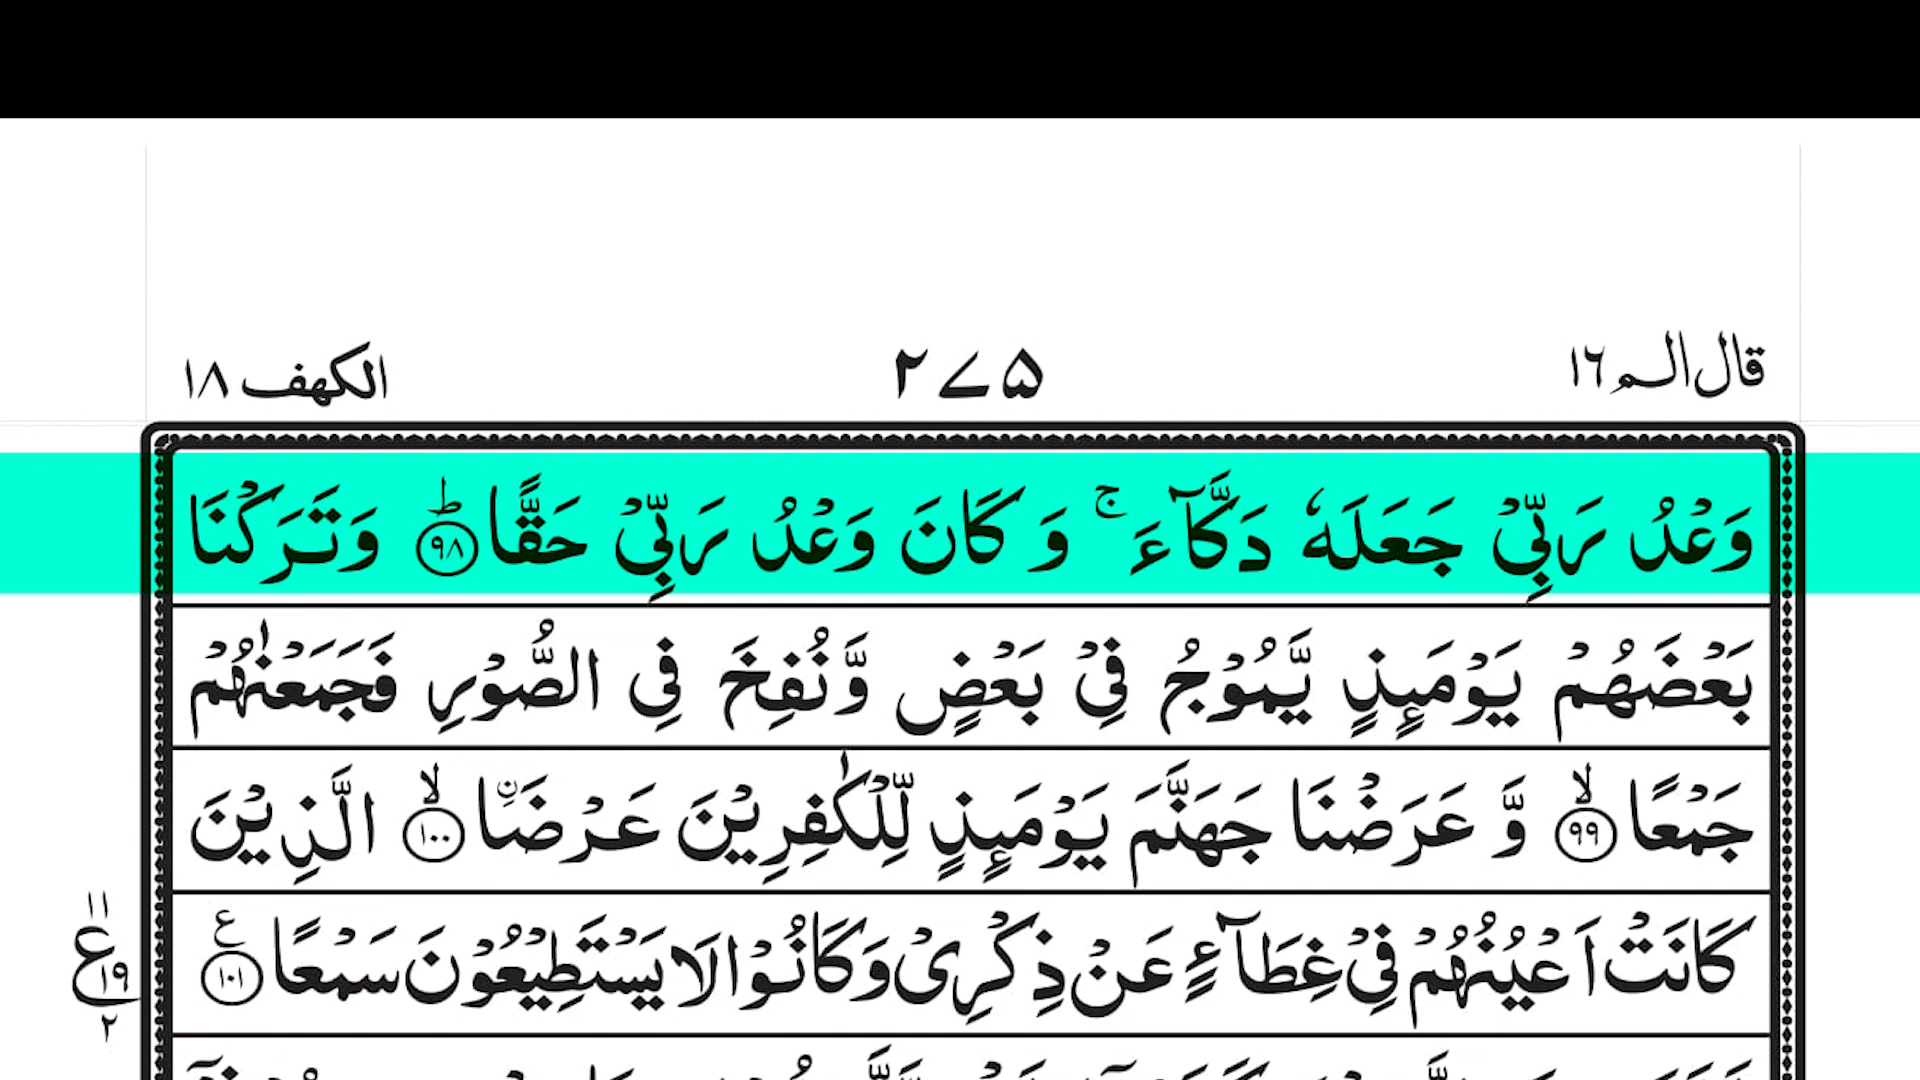 قال الم ١٦ ٢٧٥ الكهف ١٨
وَعْدُ رَبِّيْ جَعَلَهٗ دَكَّآءَ ۚ وَ كَانَ وَعْدُ رَبِّيْ حَقًّا ؕ ﴿٩٨﴾ وَتَرَكْنَا
بَعْضَهُمْ يَوْمَئِذٍ يَّمُوْجُ فِيْ بَعْضٍ وَّنُفِخَ فِى الصُّوْرِ فَجَمَعْنٰهُمْ
جَمْعًا ۙ ﴿٩٩﴾ وَّ عَرَضْنَا جَهَنَّمَ يَوْمَئِذٍ لِّلْكٰفِرِيْنَ عَرْضَاۨ ۙ ﴿١٠٠﴾ الَّذِيْنَ
كَانَتْ اَعْيُنُهُمْ فِيْ غِطَآءٍ عَنْ ذِكْرِىْ وَكَانُوْا لَا يَسْتَطِيْعُوْنَ سَمْعًا ﴿١٠١﴾ ع
١١
ع ١٩
٢